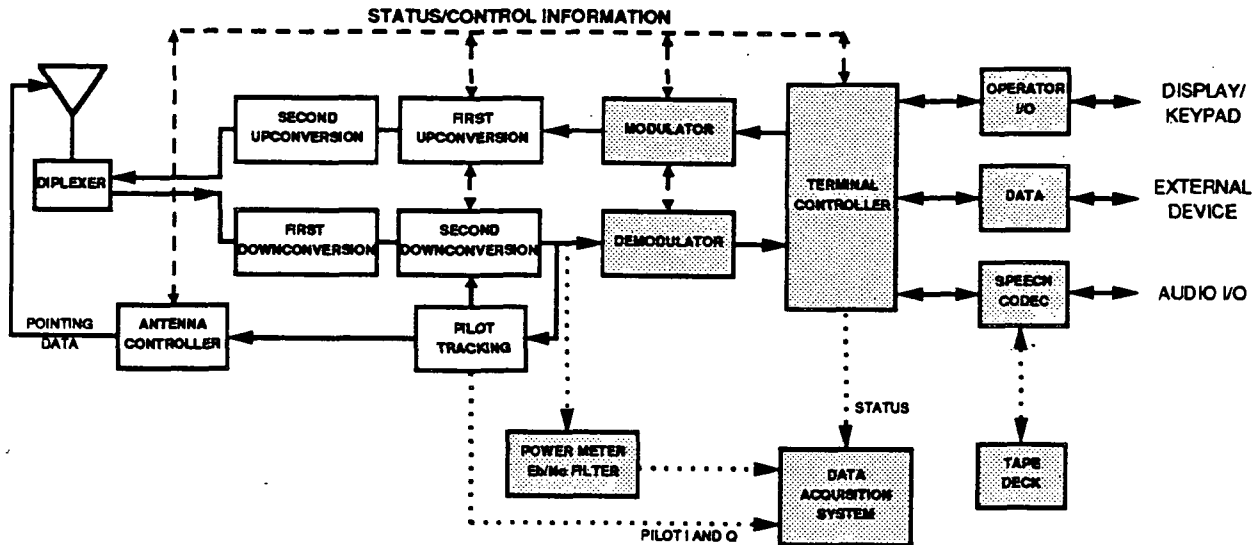 STATUS/CONTROL INFORMATION
SECOND
UPCONVERSION
FIRST
UPCONVERSION
MODULATOR
OPERATOR
I/O
DISPLAY/
KEYPAD
DIPLEXER
TERMINAL
CONTROLLER
DATA
EXTERNAL
DEVICE
FIRST
DOWNCONVERSION
SECOND
DOWNCONVERSION
DEMODULATOR
SPEECH
CODEC
AUDIO I/O
POINTING
DATA
ANTENNA
CONTROLLER
PILOT
TRACKING
STATUS
POWER METER
Eb/No FILTER
DATA
ACQUISITION
SYSTEM
TAPE
DECK
PILOT I AND Q